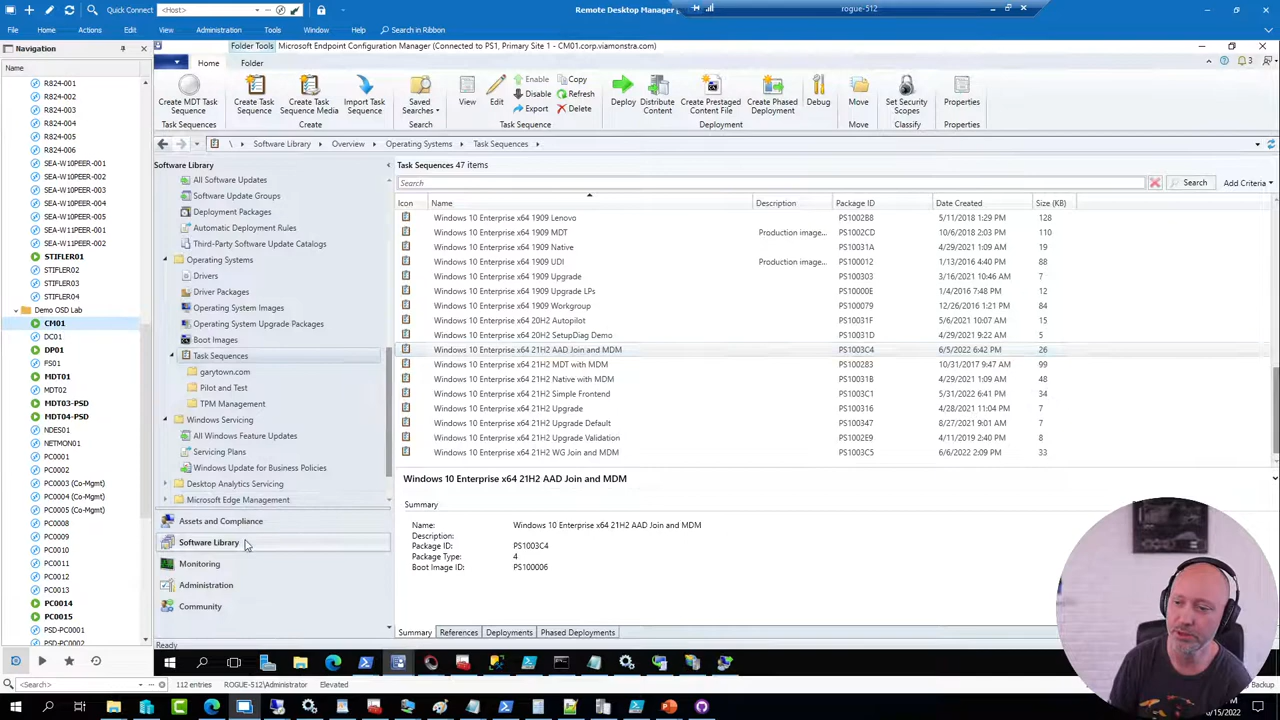 Quick Connect
<Host>
Remote Desktop Manager
rogue-512
File
Home
Actions
Edit
View
Administration
Tools
Window
Help
Search in Ribbon
Navigation
Name
R824-001
R824-002
R824-003
R824-004
R824-005
R824-006
SEA-W10PEER-001
SEA-W10PEER-002
SEA-W10PEER-003
SEA-W10PEER-004
SEA-W10PEER-005
SEA-W11PEER-001
SEA-W11PEER-002
STIFLER01
STIFLER02
STIFLER03
STIFLER04
Demo OSD Lab
CM01
DC01
DP01
FS01
MDT01
MDT02
MDT03-PSD
MDT04-PSD
NDES01
NETMON01
PC0001
PC0002
PC0003 (Co-Mgmt)
PC0004 (Co-Mgmt)
PC0005 (Co-Mgmt)
PC0008
PC0009
PC0010
PC0011
PC0012
PC0013
PC0014
PC0015
PSD-PC0001
PSD-PC0002
<Search>
112 entries
ROGUE-512\Administrator
Elevated
Folder Tools
Microsoft Endpoint Configuration Manager (Connected to PS1, Primary Site 1 - CM01.corp.viamonstra.com)
Home
Folder
3
Create MDT Task Sequence
Task Sequences
Create Task Sequence
Create Task Sequence Media
Import Task Sequence
Create
Saved Searches
Search
View
Edit
Enable
Disable
Export
Copy
Refresh
Delete
Task Sequence
Deploy
Distribute Content
Create Prestaged Content File
Create Phased Deployment
Deployment
Debug
Move
Move
Set Security Scopes
Classify
Properties
Properties
\
Software Library
Overview
Operating Systems
Task Sequences
Software Library
All Software Updates
Software Update Groups
Deployment Packages
Automatic Deployment Rules
Third-Party Software Update Catalogs
Operating Systems
Drivers
Driver Packages
Operating System Images
Operating System Upgrade Packages
Boot Images
Task Sequences
garytown.com
Pilot and Test
TPM Management
Windows Servicing
All Windows Feature Updates
Servicing Plans
Windows Update for Business Policies
Desktop Analytics Servicing
Microsoft Edge Management
Assets and Compliance
Software Library
Monitoring
Administration
Community
Ready
Task Sequences 47 items
Search
Search
Add Criteria
Icon Name Description Package ID Date Created Size (KB)
Windows 10 Enterprise x64 1909 Lenovo PS1002B8 5/11/2018 1:29 PM 128
Windows 10 Enterprise x64 1909 MDT Production image... PS1002CD 10/6/2018 2:03 PM 110
Windows 10 Enterprise x64 1909 Native PS10031A 4/29/2021 1:09 AM 19
Windows 10 Enterprise x64 1909 UDI Production image... PS100012 1/13/2016 4:40 PM 88
Windows 10 Enterprise x64 1909 Upgrade PS100303 3/16/2021 10:46 AM 7
Windows 10 Enterprise x64 1909 Upgrade LPs PS10000E 1/4/2016 7:48 PM 12
Windows 10 Enterprise x64 1909 Workgroup PS100079 12/26/2016 1:21 PM 84
Windows 10 Enterprise x64 20H2 Autopilot PS10031F 5/6/2021 10:07 AM 15
Windows 10 Enterprise x64 20H2 SetupDiag Demo PS10031D 4/29/2021 9:22 AM 5
Windows 10 Enterprise x64 21H2 AAD Join and MDM PS1003C4 6/5/2022 6:42 PM 26
Windows 10 Enterprise x64 21H2 MDT with MDM PS100283 10/31/2017 9:47 AM 99
Windows 10 Enterprise x64 21H2 Native with MDM PS10031B 4/29/2021 1:09 AM 48
Windows 10 Enterprise x64 21H2 Simple Frontend PS1003C1 5/31/2022 6:41 PM 34
Windows 10 Enterprise x64 21H2 Upgrade PS100316 4/28/2021 11:04 PM 7
Windows 10 Enterprise x64 21H2 Upgrade Default PS100347 8/27/2021 9:01 AM 7
Windows 10 Enterprise x64 21H2 Upgrade Validation PS1002E9 4/11/2019 2:40 PM 8
Windows 10 Enterprise x64 21H2 WG Join and MDM PS1003C5 6/6/2022 2:09 PM 33
Windows 10 Enterprise x64 21H2 AAD Join and MDM
Summary
Name: Windows 10 Enterprise x64 21H2 AAD Join and MDM
Description:
Package ID: PS1003C4
Package Type: 4
Boot Image ID: PS100006
Summary
References
Deployments
Phased Deployments
Backup
/15/2022